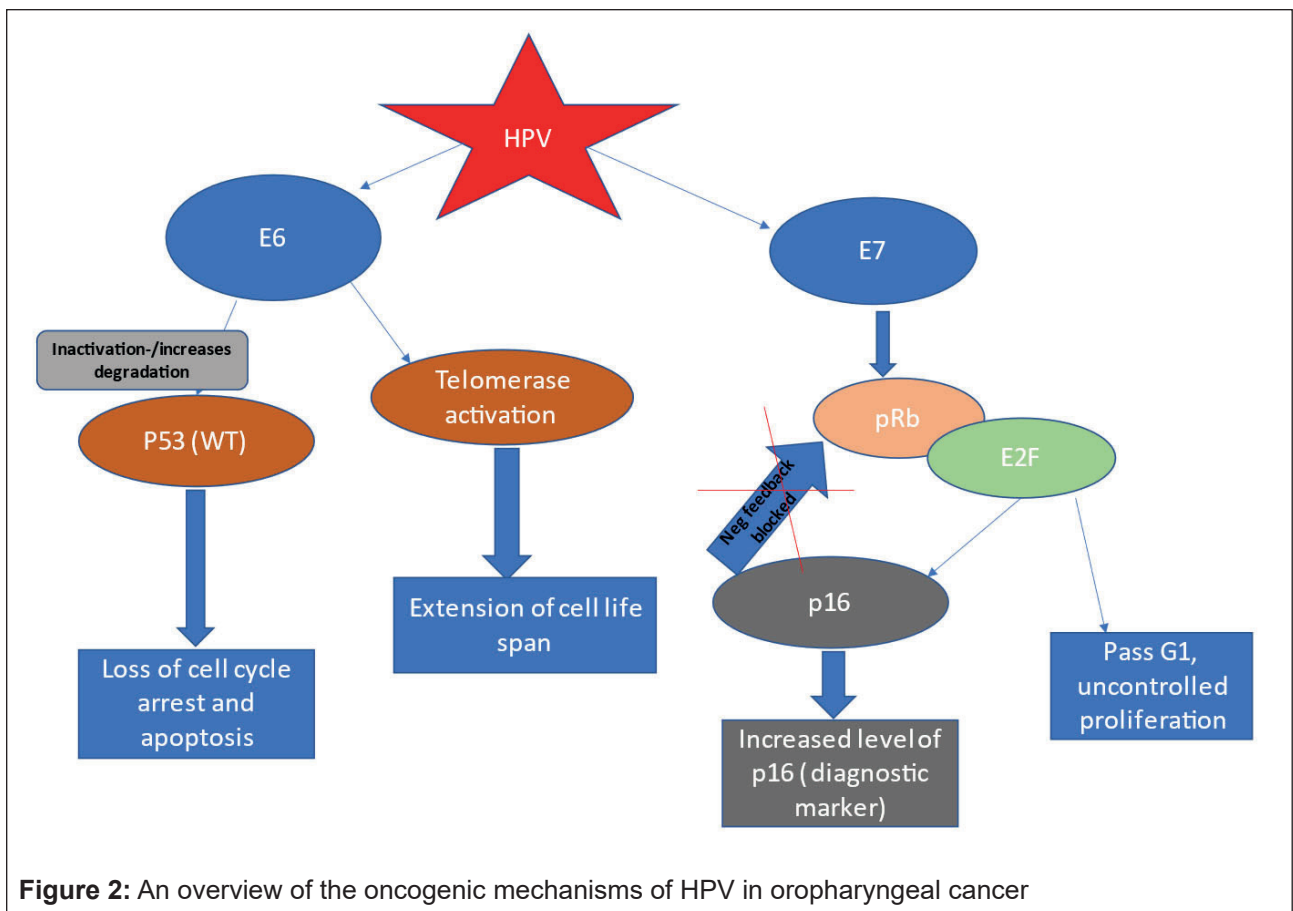 HPV
E6
E7
Inactivation-/increases
degradation
P53 (WT)
Telomerase
activation
pRb
E2F
Neg feedback
blocked
p16
Extension of cell life
span
Loss of cell cycle
arrest and
apoptosis
Pass G1,
uncontrolled
proliferation
Increased level of
p16 ( diagnostic
marker)
Figure 2: An overview of the oncogenic mechanisms of HPV in oropharyngeal cancer